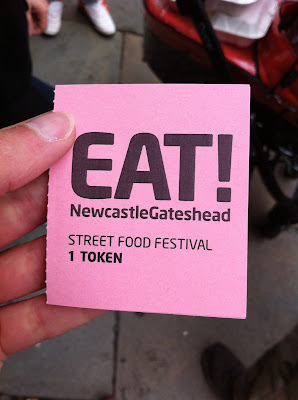 EAT!
NewcastleGateshead
STREET FOOD FESTIVAL
1 TOKEN